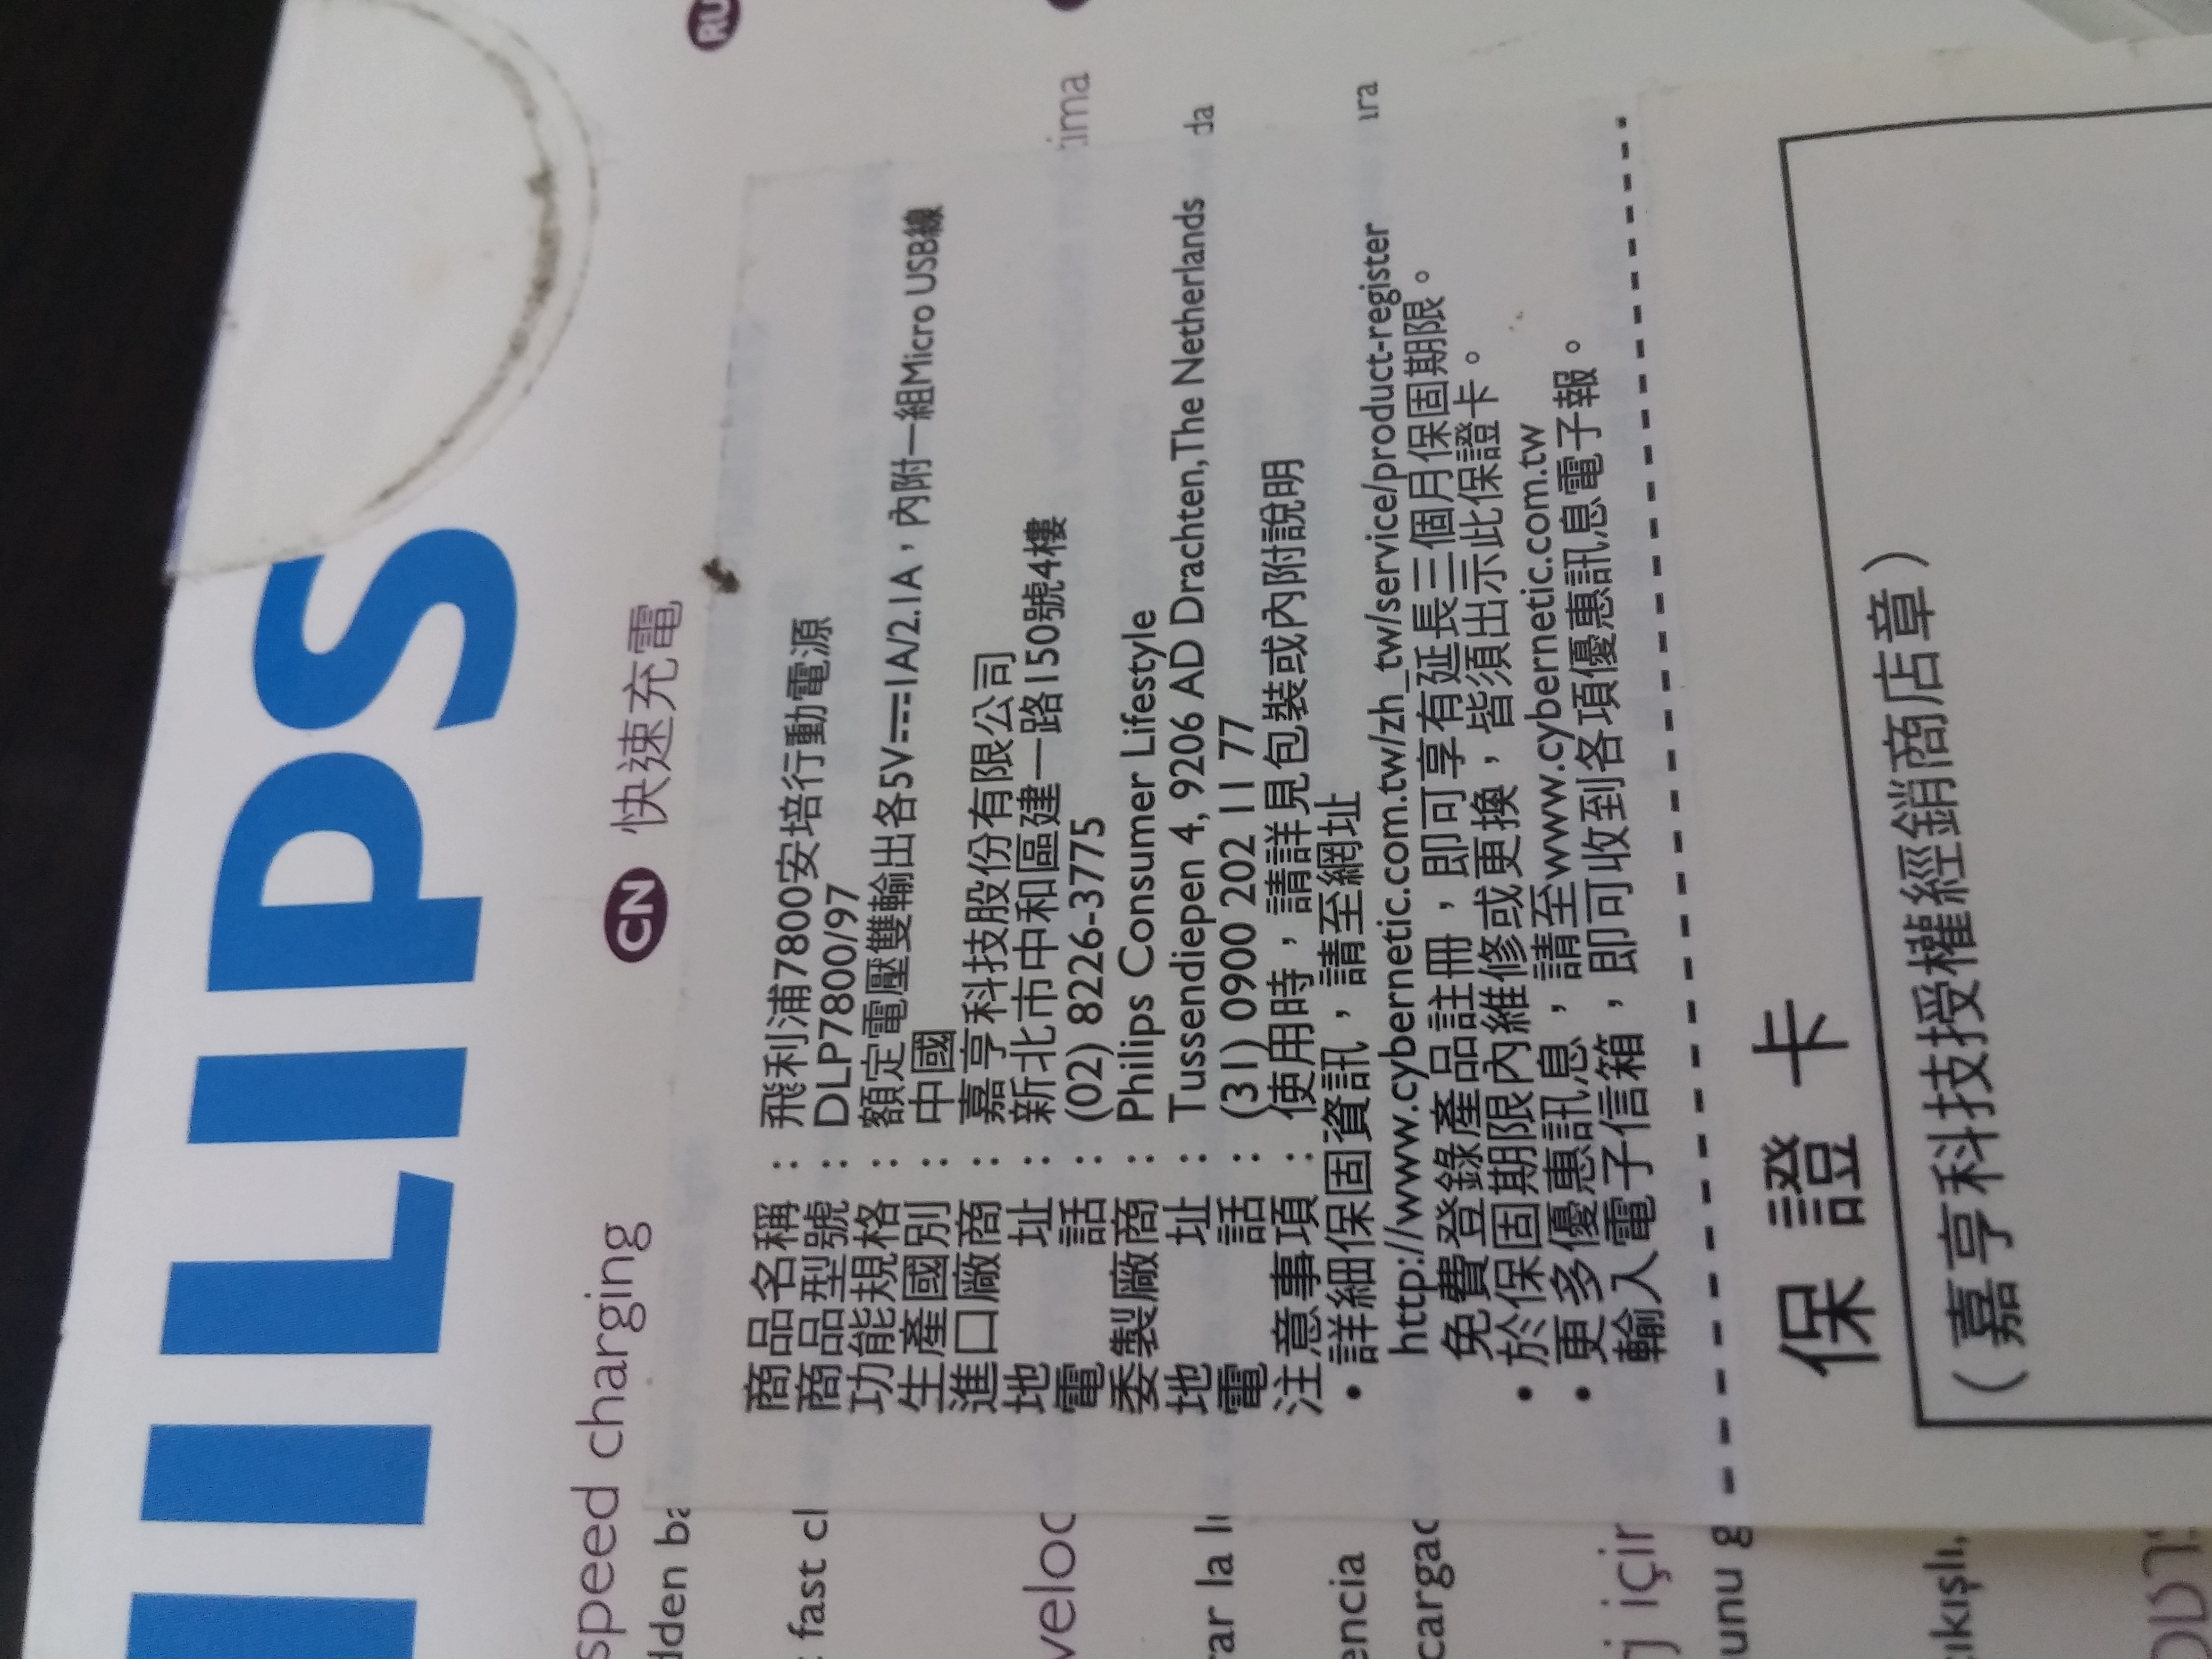 PS
RU
CN 快速充電
speed charging
fast
veloc
ima
da
ura
encia
içir
unu
商品名稱：飛利浦7800安培行動電源
商品型號：DLP7800/97
功能規格：額定電壓雙輸出各5V⎓1A/2.1A，內附一組Micro USB線
生產國別：中國
進口廠商：嘉亨科技股份有限公司
地址：新北市中和區建一路150號4樓
電話：(02) 8226-3775
委製廠商：Philips Consumer Lifestyle
地址：Tussendiepen 4, 9206 AD Drachten,The Netherlands
電話：(31) 0900 202 11 77
注意事項：使用時，請詳見包裝或內附說明
•詳細保固資訊，請至網址
http://www.cybernetic.com.tw/zh_tw/service/product-register
免費登錄產品註冊，即可享有延長三個月保固期限。
•於保固期限內維修或更換，皆須出示此保證卡。
•更多優惠訊息，請至www.cybernetic.com.tw
輸入電子信箱，即可收到各項優惠訊息電子報。
保證卡
（嘉亨科技授權經銷商店章）